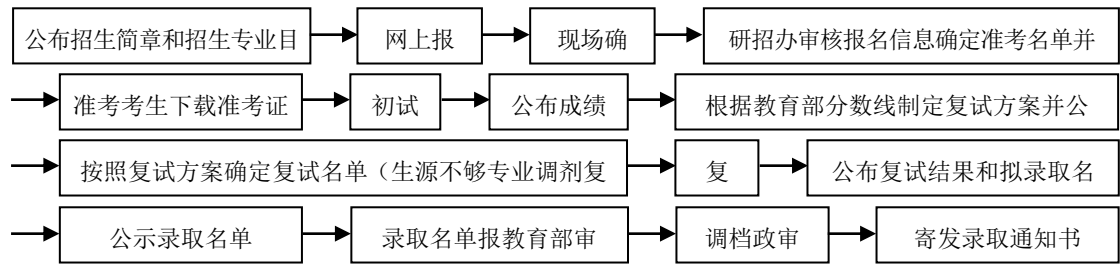 公布招生简章和招生专业目 网上报 现场确 研招办审核报名信息确定准考名单并
准考考生下载准考证 初试 公布成绩 根据教育部分数线制定复试方案并公
按照复试方案确定复试名单（生源不够专业调剂复 复 公布复试结果和拟录取名
公示录取名单 录取名单报教育部审 调档政审 寄发录取通知书